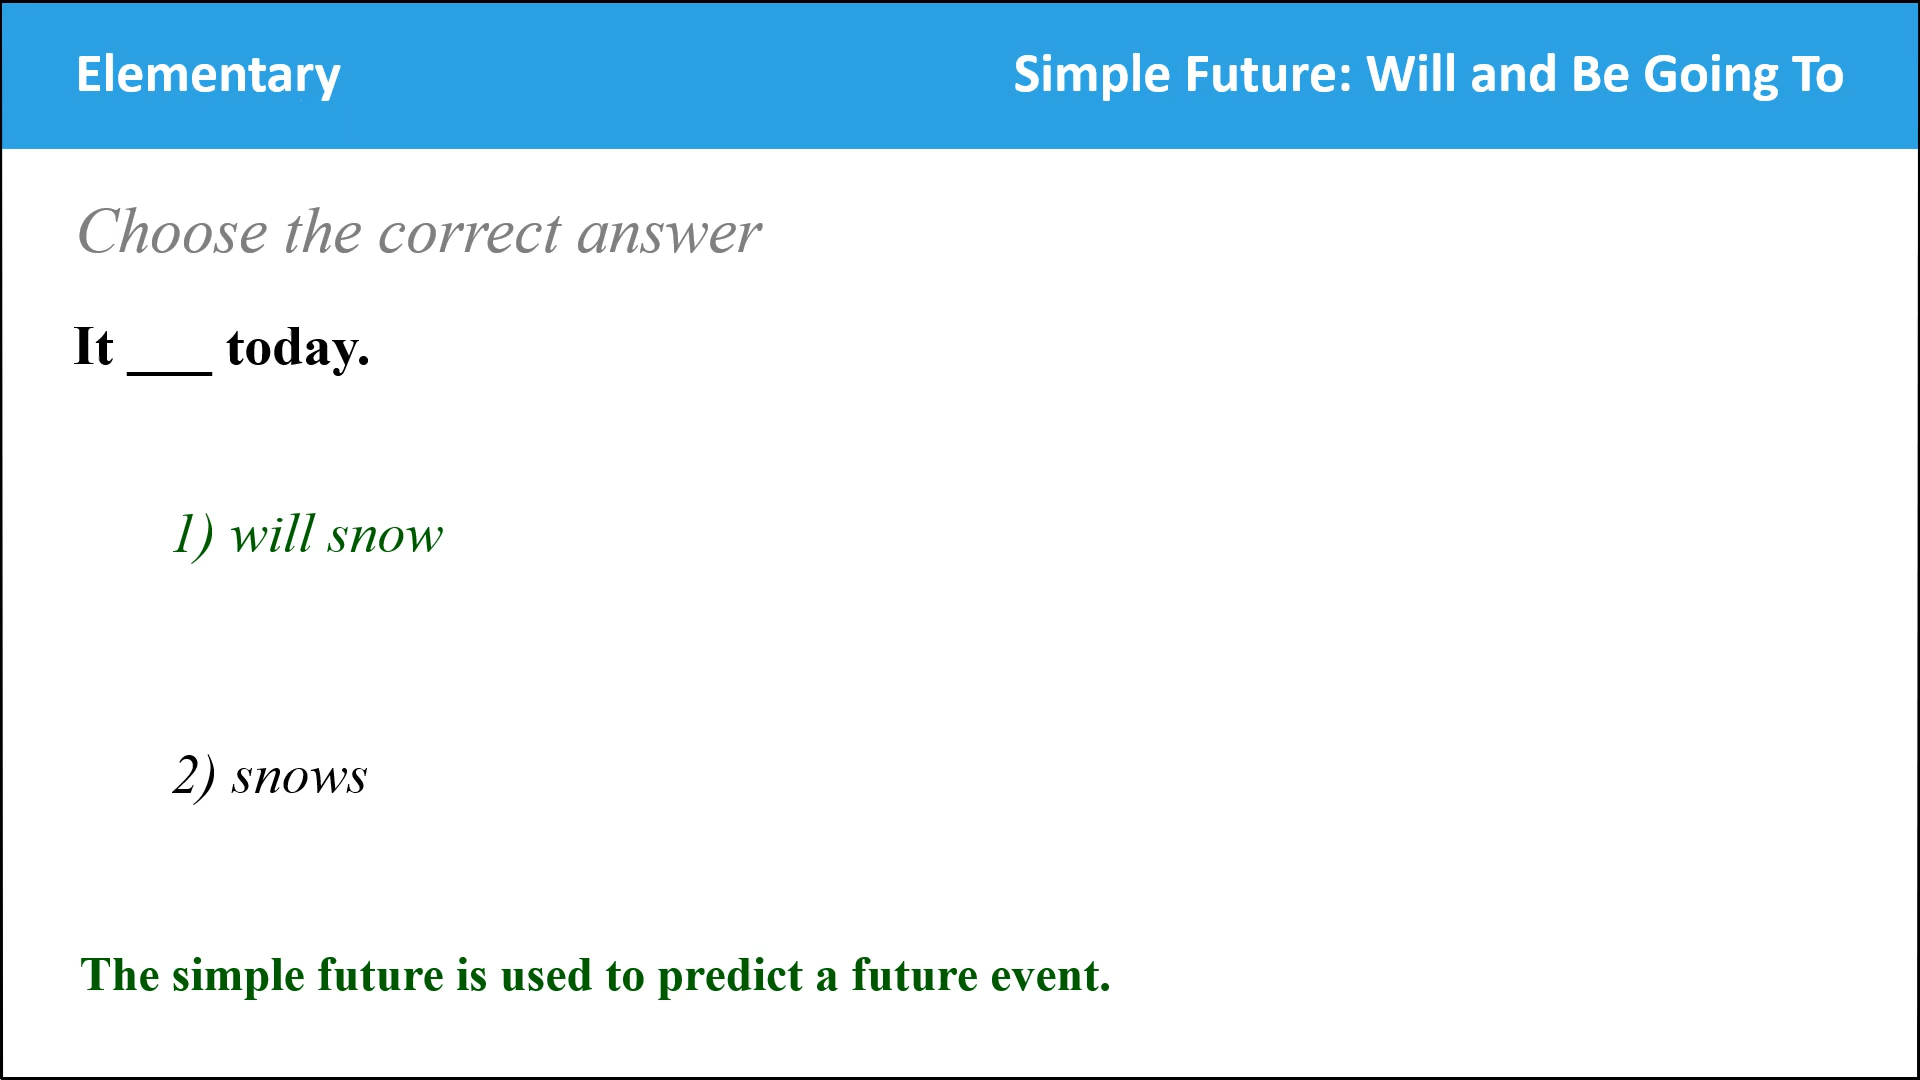 Elementary
Simple Future: Will and Be Going To
Choose the correct answer
It ___ today.
1) will snow
2) snows
The simple future is used to predict a future event.